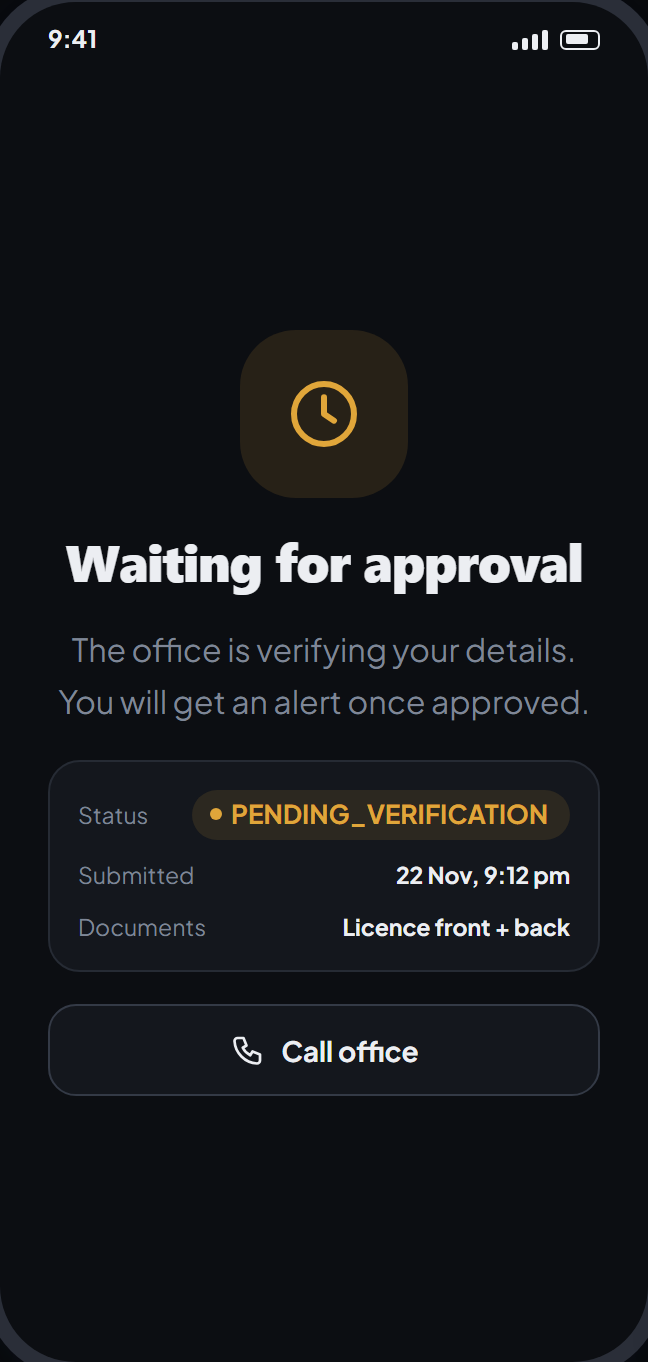 9:41
Waiting for approval
The office is verifying your details.
You will get an alert once approved.
Status PENDING_VERIFICATION
Submitted 22 Nov, 9:12 pm
Documents Licence front + back
Call office